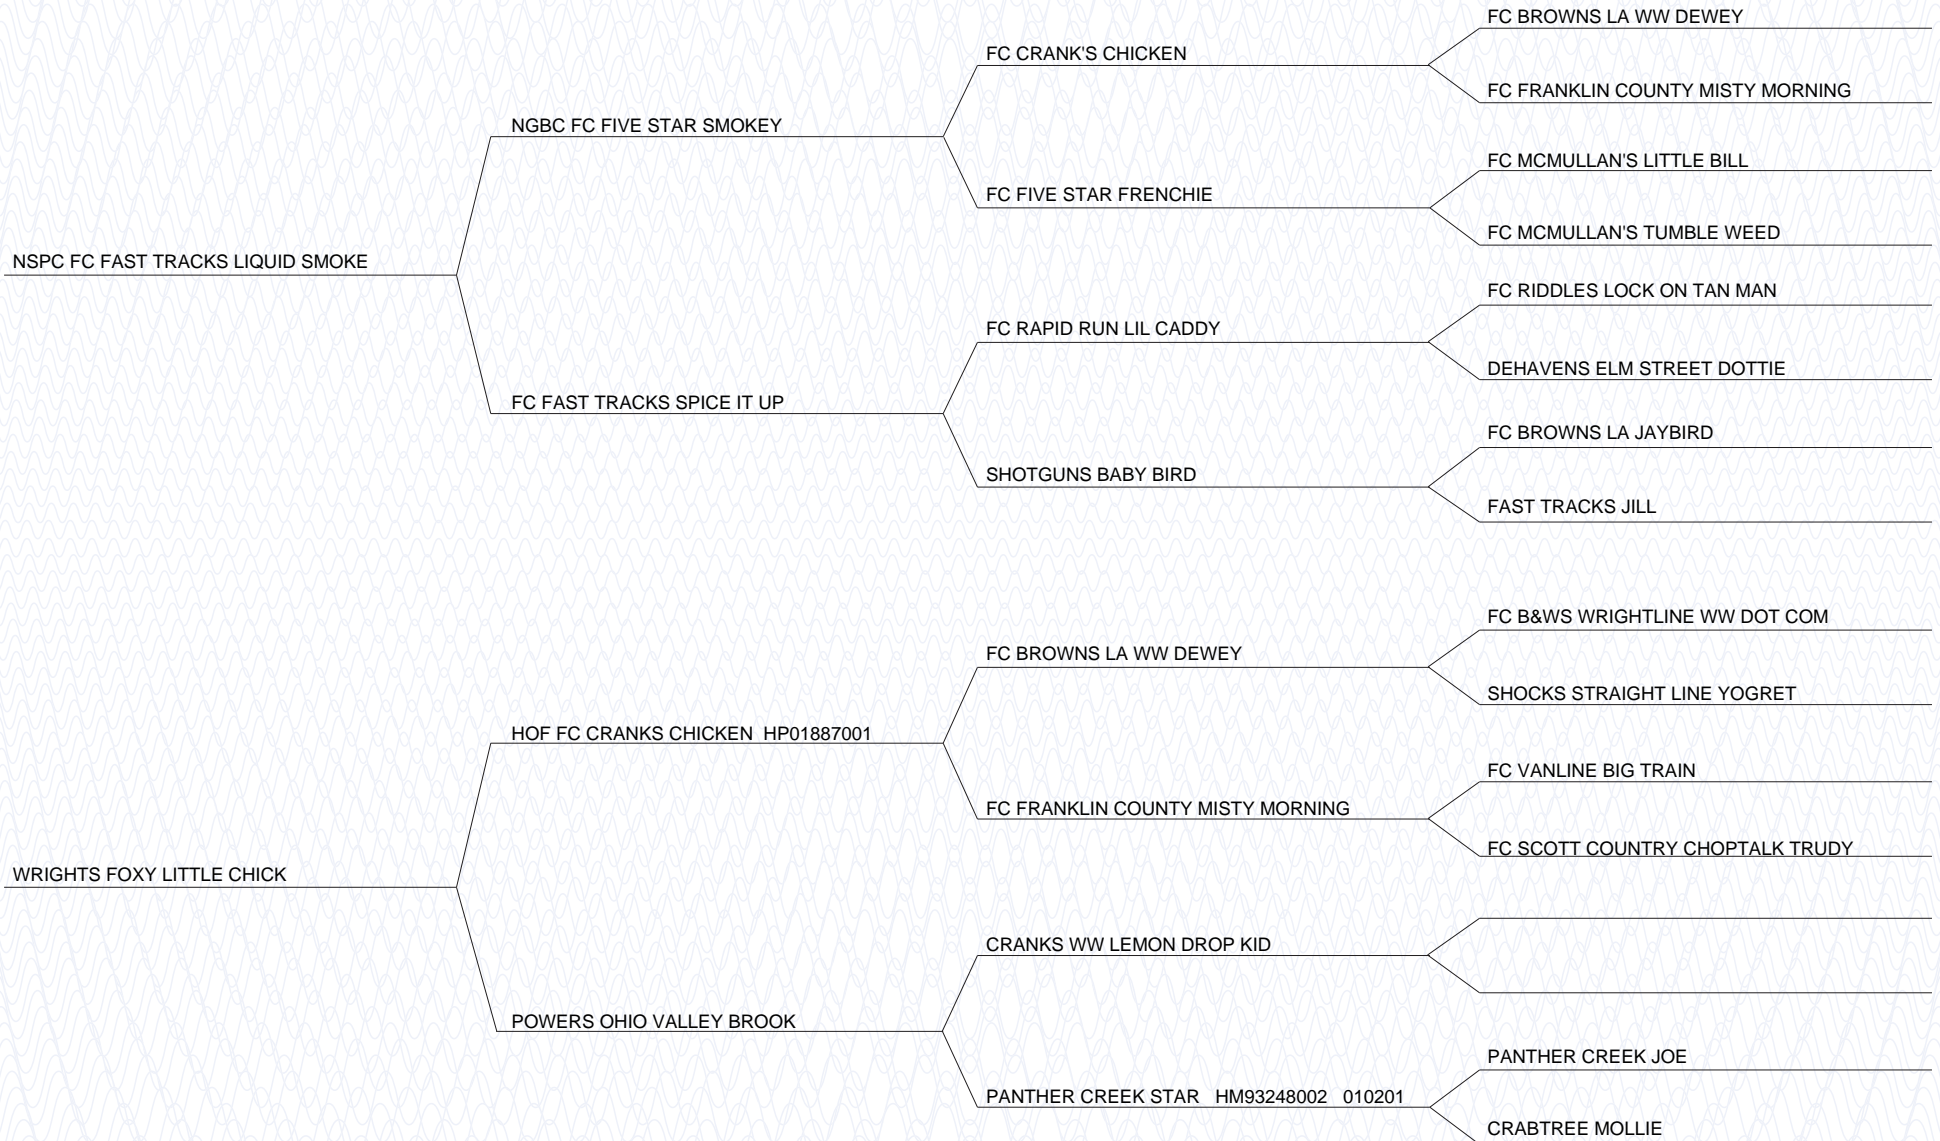 FC BROWNS LA WW DEWEY
FC CRANK'S CHICKEN
FC FRANKLIN COUNTY MISTY MORNING
NGBC FC FIVE STAR SMOKEY
FC MCMULLAN'S LITTLE BILL
FC FIVE STAR FRENCHIE
FC MCMULLAN'S TUMBLE WEED
NSPC FC FAST TRACKS LIQUID SMOKE
FC RIDDLES LOCK ON TAN MAN
FC RAPID RUN LIL CADDY
DEHAVENS ELM STREET DOTTIE
FC FAST TRACKS SPICE IT UP
FC BROWNS LA JAYBIRD
SHOTGUNS BABY BIRD
FAST TRACKS JILL
FC B&WS WRIGHTLINE WW DOT COM
FC BROWNS LA WW DEWEY
SHOCKS STRAIGHT LINE YOGRET
HOF FC CRANKS CHICKEN HP01887001
FC VANLINE BIG TRAIN
FC FRANKLIN COUNTY MISTY MORNING
FC SCOTT COUNTRY CHOPTALK TRUDY
WRIGHTS FOXY LITTLE CHICK
CRANKS WW LEMON DROP KID
POWERS OHIO VALLEY BROOK
PANTHER CREEK JOE
PANTHER CREEK STAR HM93248002 010201
CRABTREE MOLLIE